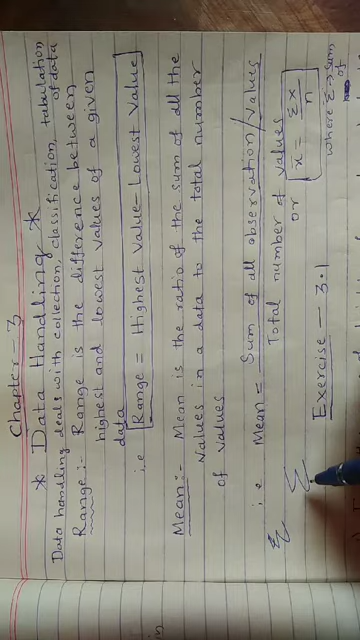 Chapter-3
* Data Handling *
Data handling deals with collection, classification, tabulation of data
Range :- Range is the difference between
highest and lowest values of a given
data
i.e Range = Highest Value - Lowest Value
Mean :- Mean is the ratio of the sum of all the
values in a data to the total number
of values
i.e Mean = Sum of all observation/values
Total number of values
or x̄ = Σx / n
where Σ → sum of
Σ Σ
Exercise - 3.1